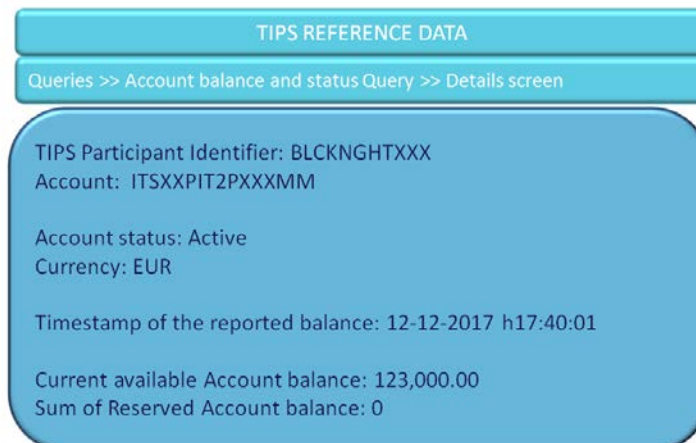 TIPS REFERENCE DATA
Queries >> Account balance and status Query >> Details screen
TIPS Participant Identifier: BLCKNGHTXXX
Account: ITSXXPIT2PXXXMM
Account status: Active
Currency: EUR
Timestamp of the reported balance: 12-12-2017 h17:40:01
Current available Account balance: 123,000.00
Sum of Reserved Account balance: 0